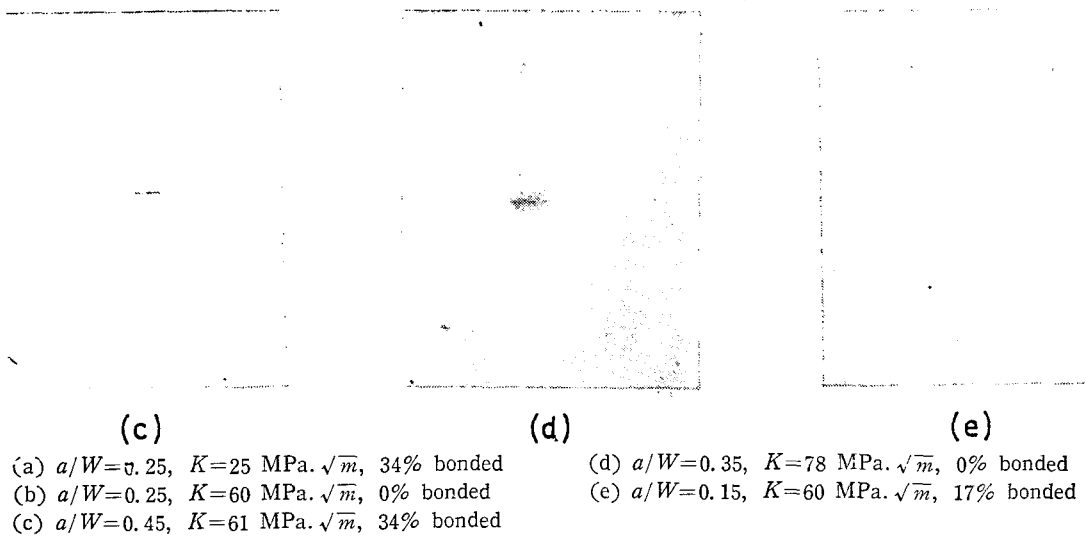 (c) (d) (e)
(a) a/W=0.25, K=25 MPa.√m, 34% bonded
(b) a/W=0.25, K=60 MPa.√m, 0% bonded
(c) a/W=0.45, K=61 MPa.√m, 34% bonded
(d) a/W=0.35, K=78 MPa.√m, 0% bonded
(e) a/W=0.15, K=60 MPa.√m, 17% bonded